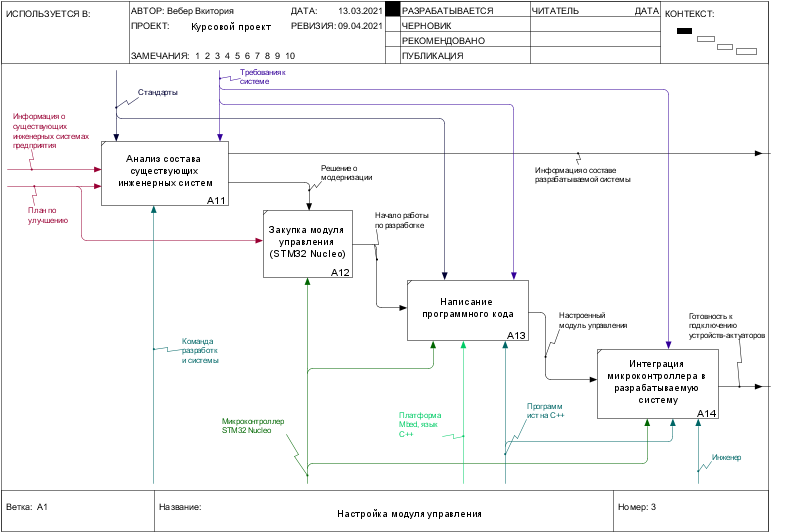 ИСПОЛЬЗУЕТСЯ В:
АВТОР: Вебер Вкитория
ДАТА: 13.03.2021
РАЗРАБАТЫВАЕТСЯ
ЧИТАТЕЛЬ
ДАТА
КОНТЕКСТ:
ПРОЕКТ: Курсовой проект
РЕВИЗИЯ: 09.04.2021
ЧЕРНОВИК
РЕКОМЕНДОВАНО
ЗАМЕЧАНИЯ: 1 2 3 4 5 6 7 8 9 10
ПУБЛИКАЦИЯ
Требования к
системе
Стандарты
Информация о
существующих
инженерных системах
предприятия
Анализ состава
существующих
инженерных систем
A11
Решение о
модернизации
Информация о составе
разрабатываемой системы
План по
улучшению
Закупка модуля
управления
(STM32 Nucleo)
A12
Начало работы
по разработке
Написание
программного кода
A13
Настроенный
модуль управления
Готовность к
подключению
устройств-актуаторов
Команда
разработк
и системы
Интеграция
микроконтроллера в
разрабатываемую
систему
A14
Микроконтроллер
STM32 Nucleo
Платформа
Mbed, язык
C++
Программ
ист на C++
Инженер
Ветка: A1
Название:
Настройка модуля управления
Номер: 3